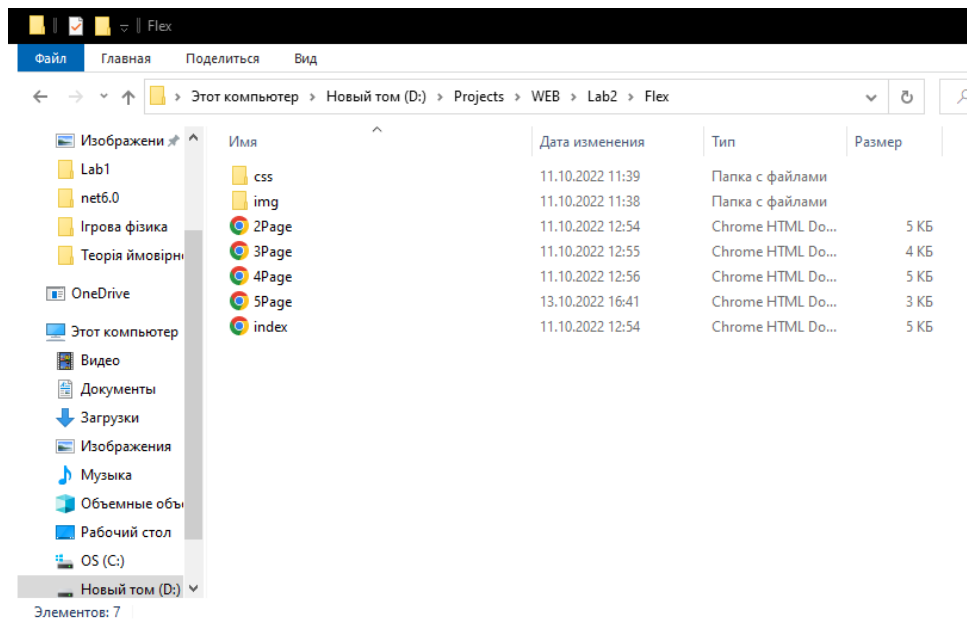 Flex
Файл Главная Поделиться Вид
Этот компьютер > Новый том (D:) > Projects > WEB > Lab2 > Flex
Изображени
Lab1
net6.0
Ігрова фізика
Теорія ймовірн
OneDrive
Этот компьютер
Видео
Документы
Загрузки
Изображения
Музыка
Объемные объ
Рабочий стол
OS (C:)
Новый том (D:)
Имя Дата изменения Тип Размер
css 11.10.2022 11:39 Папка с файлами
img 11.10.2022 11:38 Папка с файлами
2Page 11.10.2022 12:54 Chrome HTML Do... 5 КБ
3Page 11.10.2022 12:55 Chrome HTML Do... 4 КБ
4Page 11.10.2022 12:56 Chrome HTML Do... 5 КБ
5Page 13.10.2022 16:41 Chrome HTML Do... 3 КБ
index 11.10.2022 12:54 Chrome HTML Do... 5 КБ
Элементов: 7